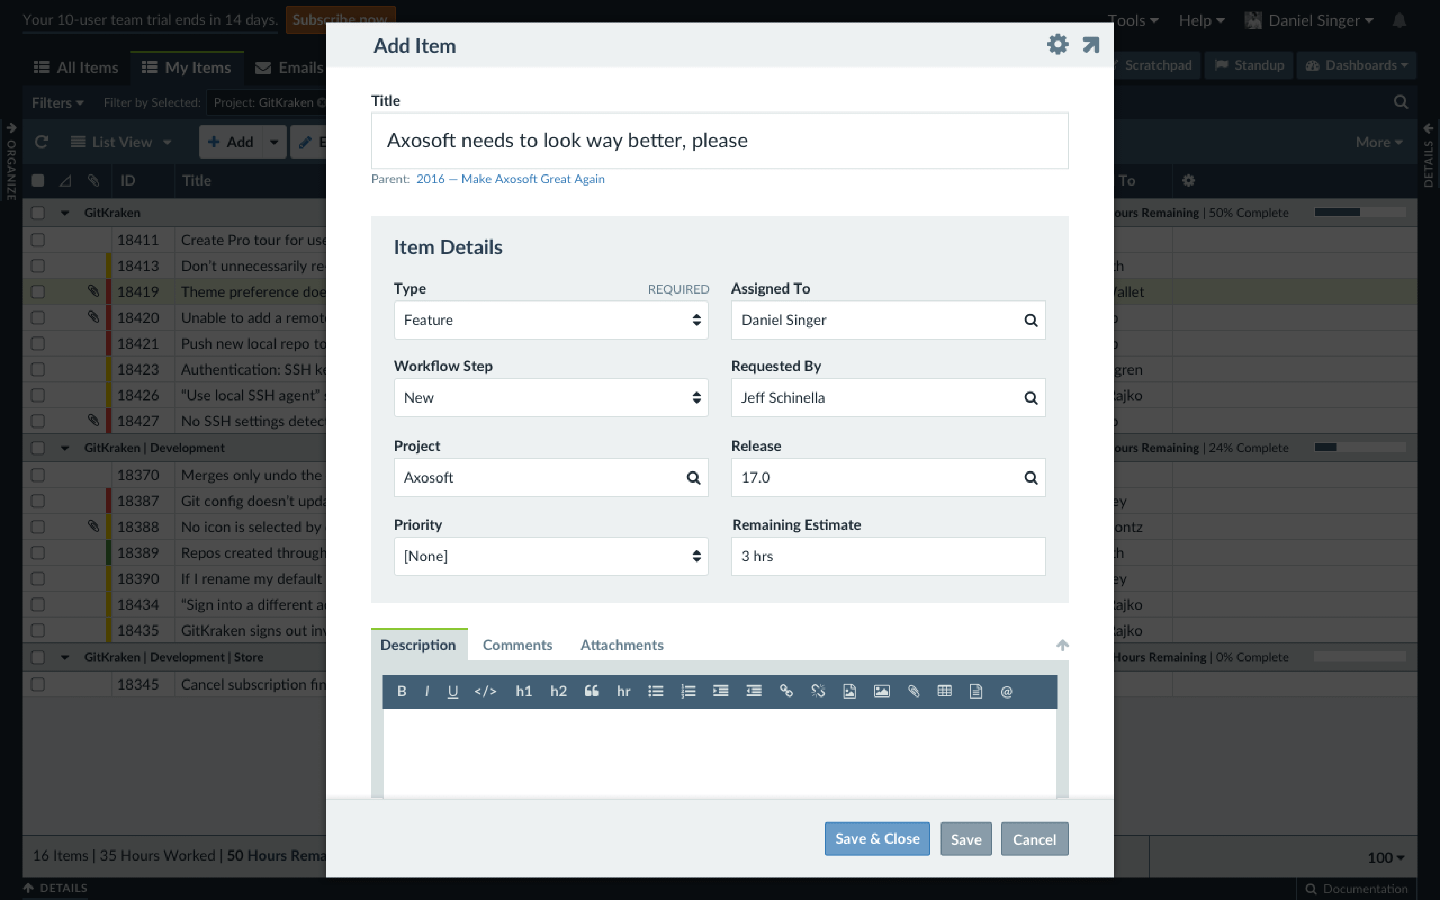 Your 10-user team trial ends in 14 days. Subscribe now
Tools Help Daniel Singer
All Items My Items Emails
Scratchpad Standup Dashboards
Filters Filter by Selected: Project: GitKraken
List View Add More
ORGANIZE
DETAILS
ID Title To
GitKraken ours Remaining | 50% Complete
18411 Create Pro tour for use
18413 Don't unnecessarily re th
18419 Theme preference doe Wallet
18420 Unable to add a remot
18421 Push new local repo to
18423 Authentication: SSH ke gren
18426 "Use local SSH agent" s Rajko
18427 No SSH settings detec
GitKraken | Development ours Remaining | 24% Complete
18370 Merges only undo the
18387 Git config doesn't upda ey
18388 No icon is selected by ontz
18389 Repos created through th
18390 If I rename my default ey
18434 "Sign into a different a Rajko
18435 GitKraken signs out inv Rajko
GitKraken | Development | Store Hours Remaining | 0% Complete
18345 Cancel subscription fin
16 Items | 35 Hours Worked | 50 Hours Rema
100
DETAILS
Documentation
Add Item
Title
Axosoft needs to look way better, please
Parent: 2016 — Make Axosoft Great Again
Item Details
Type REQUIRED Assigned To
Feature Daniel Singer
Workflow Step Requested By
New Jeff Schinella
Project Release
Axosoft 17.0
Priority Remaining Estimate
[None] 3 hrs
Description Comments Attachments
B I U </> h1 h2 “ hr @
Save & Close Save Cancel